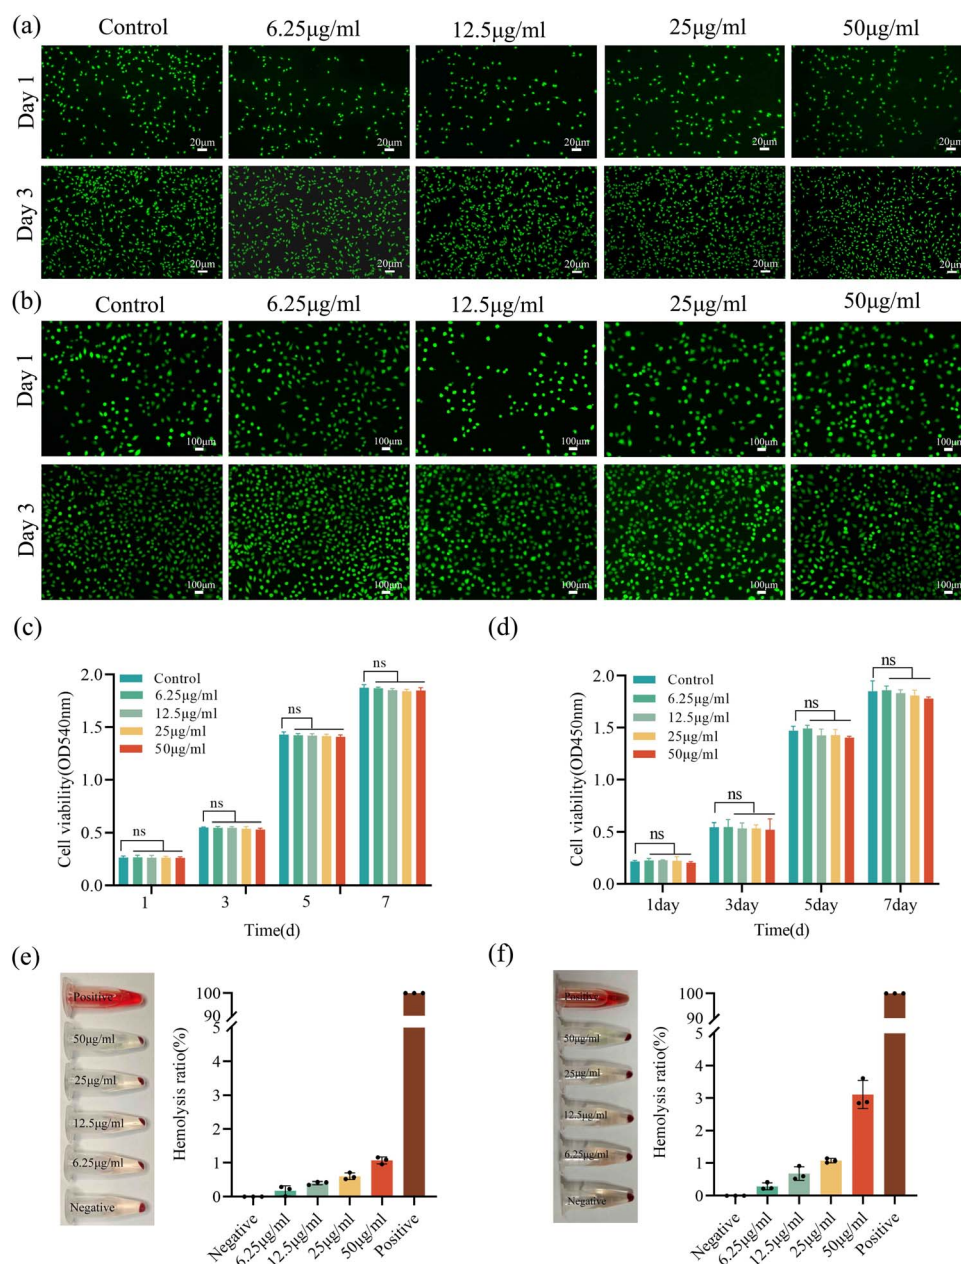 (a)
Control 6.25μg/ml 12.5μg/ml 25μg/ml 50μg/ml
Day 1
20μm 20μm 20μm 20μm 20μm
Day 3
20μm 20μm 20μm 20μm 20μm
(b)
Control 6.25μg/ml 12.5μg/ml 25μg/ml 50μg/ml
Day 1
100μm 100μm 100μm 100μm 100μm
Day 3
100μm 100μm 100μm 100μm 100μm
(c)
Cell viability(OD540nm)
2.0
1.5
1.0
0.5
0.0
Control
6.25μg/ml
12.5μg/ml
25μg/ml
50μg/ml
ns
ns
ns
ns
1 3 5 7
Time(d)
(d)
Cell viability(OD450nm)
2.0
1.5
1.0
0.5
0.0
Control
6.25μg/ml
12.5μg/ml
25μg/ml
50μg/ml
ns
ns
ns
ns
1day 3day 5day 7day
Time(d)
(e)
Positive
50μg/ml
25μg/ml
12.5μg/ml
6.25μg/ml
Negative
Hemolysis ratio(%)
100
90
5
4
3
2
1
0
Negative 6.25μg/ml 12.5μg/ml 25μg/ml 50μg/ml Positive
(f)
Positive
50μg/ml
25μg/ml
12.5μg/ml
6.25μg/ml
Negative
Hemolysis ratio(%)
100
90
5
4
3
2
1
0
Negative 6.25μg/ml 12.5μg/ml 25μg/ml 50μg/ml Positive